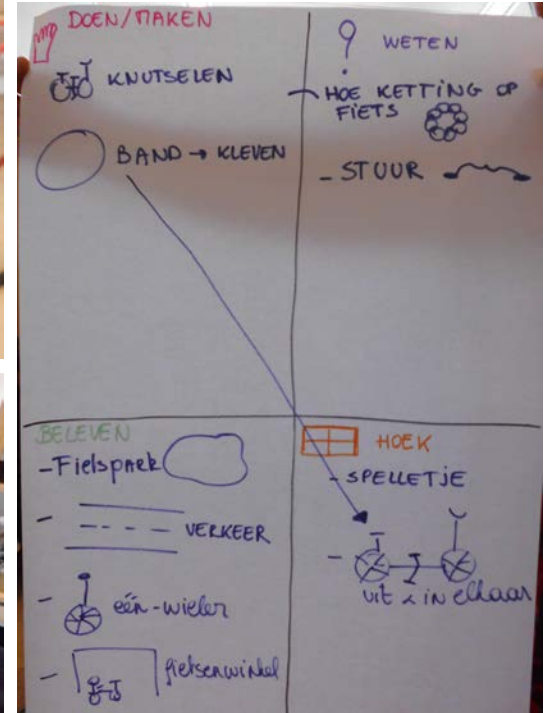 DOEN/MAKEN
KNUTSELEN
BAND → KLEVEN
? WETEN
- HOE KETTING OP
FIETS
- STUUR
BELEVEN
- Fietspark
- VERKEER
- één-wieler
- fietsenwinkel
HOEK
- SPELLETJE
-
uit & in elkaar